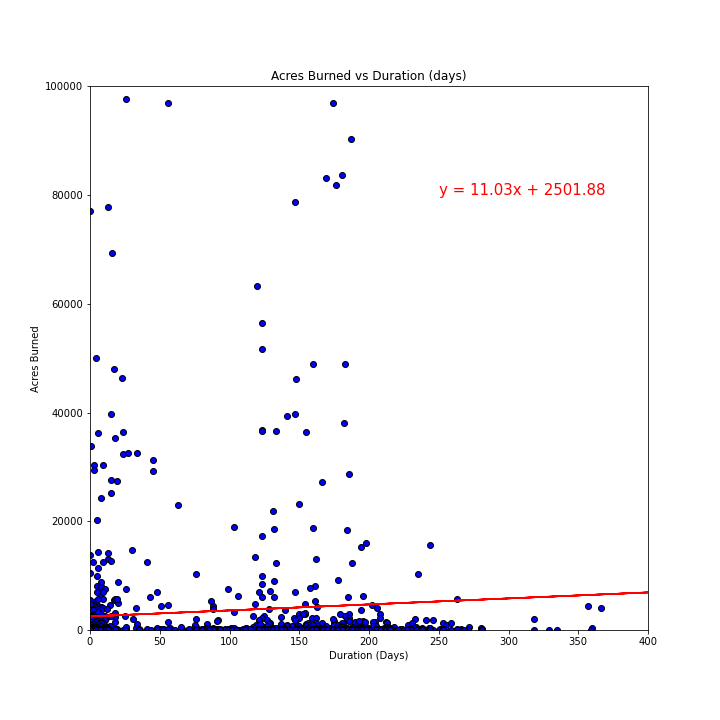 Acres Burned vs Duration (days)
100000
80000
60000
40000
20000
0
Acres Burned
y = 11.03x + 2501.88
0 50 100 150 200 250 300 350 400
Duration (Days)